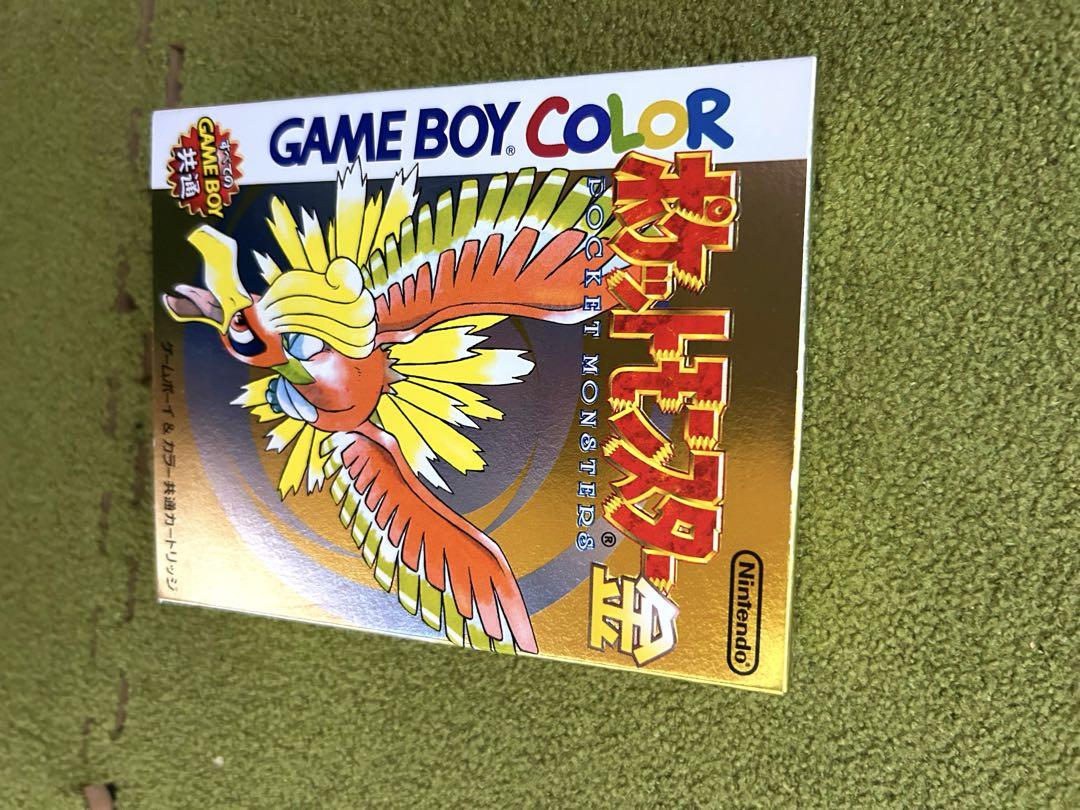 GAME BOY COLOR
すべての
GAME BOY
共通
ポケットモンスター
POCKET MONSTERS®
金
Nintendo®
ゲームボーイ & カラー共通カートリッジ